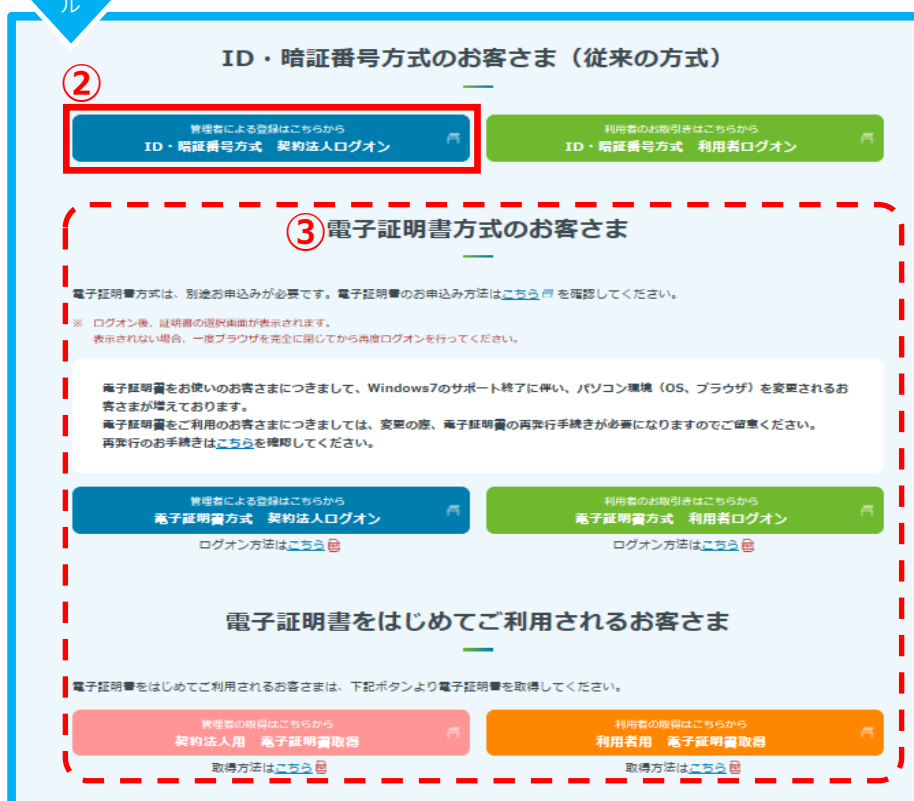 ル
ID・暗証番号方式のお客さま（従来の方式）
②
管理者による登録はこちらから
ID・暗証番号方式　契約法人ログオン
利用者のお取引きはこちらから
ID・暗証番号方式　利用者ログオン
③電子証明書方式のお客さま
電子証明書方式は、別途お申込みが必要です。電子証明書のお申込み方法はこちら を確認してください。
※　ログオン後、証明書の選択画面が表示されます。
表示されない場合、一度ブラウザを完全に閉じてから再度ログオンを行ってください。
電子証明書をお使いのお客さまにつきまして、Windows7のサポート終了に伴い、パソコン環境（OS、ブラウザ）を変更されるお
客さまが増えております。
電子証明書をご利用のお客さまにつきましては、変更の際、電子証明書の再発行手続きが必要になりますのでご留意ください。
再発行のお手続きはこちらを確認してください。
管理者による登録はこちらから
電子証明書方式　契約法人ログオン
利用者のお取引きはこちらから
電子証明書方式　利用者ログオン
ログオン方法はこちら
ログオン方法はこちら
電子証明書をはじめてご利用されるお客さま
電子証明書をはじめてご利用されるお客さまは、下記ボタンより電子証明書を取得してください。
管理者の取得はこちらから
契約法人用　電子証明書取得
利用者の取得はこちらから
利用者用　電子証明書取得
取得方法はこちら
取得方法はこちら